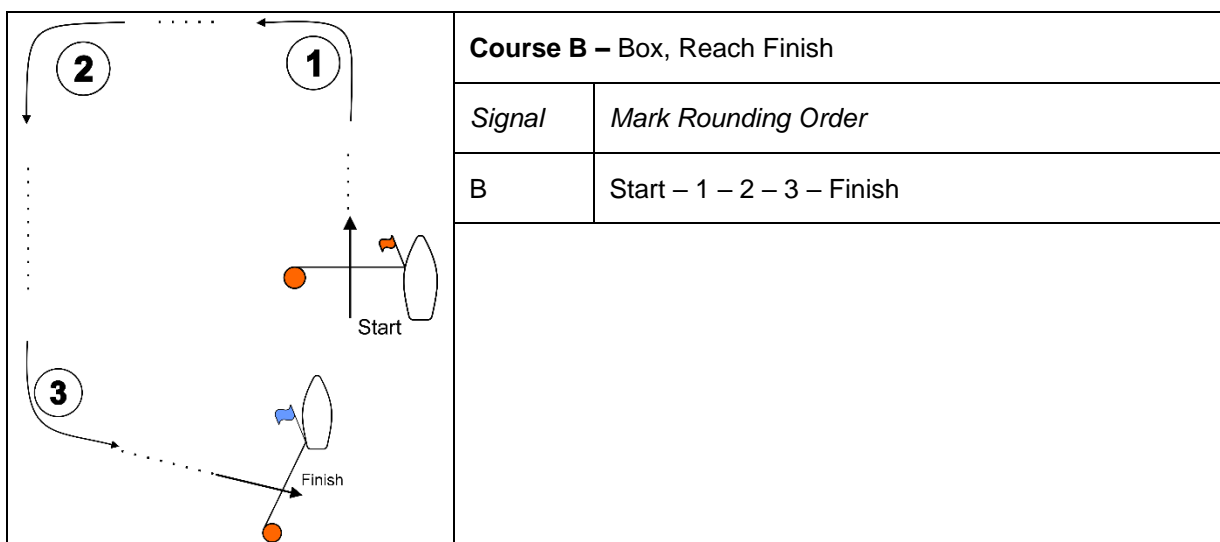 2
1
Start
3
Finish
Course B – Box, Reach Finish
Signal
Mark Rounding Order
B
Start – 1 – 2 – 3 – Finish